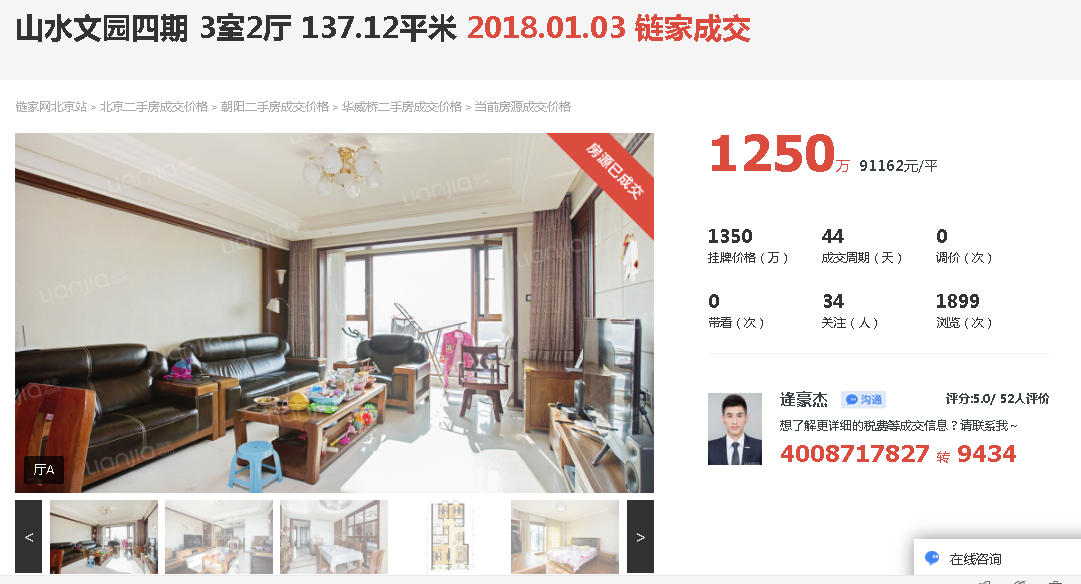 山水文园四期 3室2厅 137.12平米 2018.01.03 链家成交
链家网北京站 » 北京二手房成交价格 » 朝阳二手房成交价格 » 华威桥二手房成交价格 » 当前房源成交价格
房源已成交
lianjia
lianjia
lianjia
lianjia
lianjia
lianjia
厅A
<
>
1250万 91162元/平
1350 44 0
挂牌价格（万） 成交周期（天） 调价（次）
0 34 1899
带看（次） 关注（人） 浏览（次）
逄豪杰 沟通 评分:5.0/ 52人评价
想了解更详细的税费等成交信息？请联系我~
4008717827 转 9434
在线咨询